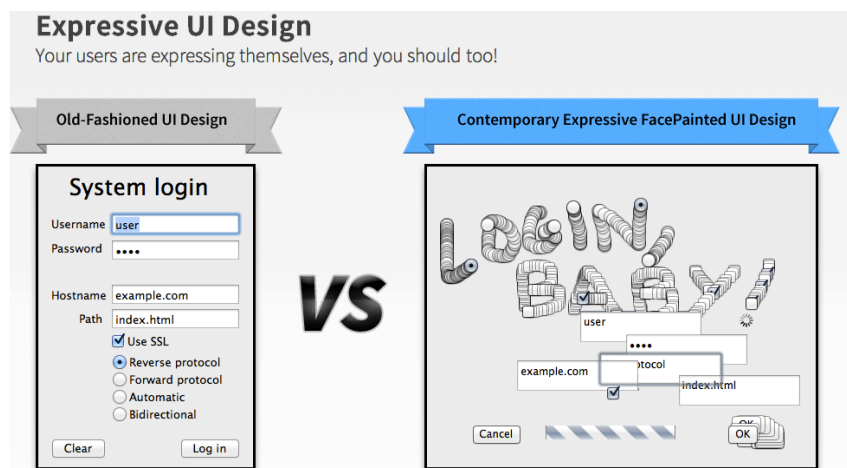 Expressive UI Design
Your users are expressing themselves, and you should too!
Old-Fashioned UI Design
System login
Username user
Password ••••
Hostname example.com
Path index.html
Use SSL
Reverse protocol
Forward protocol
Automatic
Bidirectional
Clear Log in
VS
Contemporary Expressive FacePainted UI Design
LOGIN,
BABY!
user
••••
otocol
example.com
index.html
Cancel OK